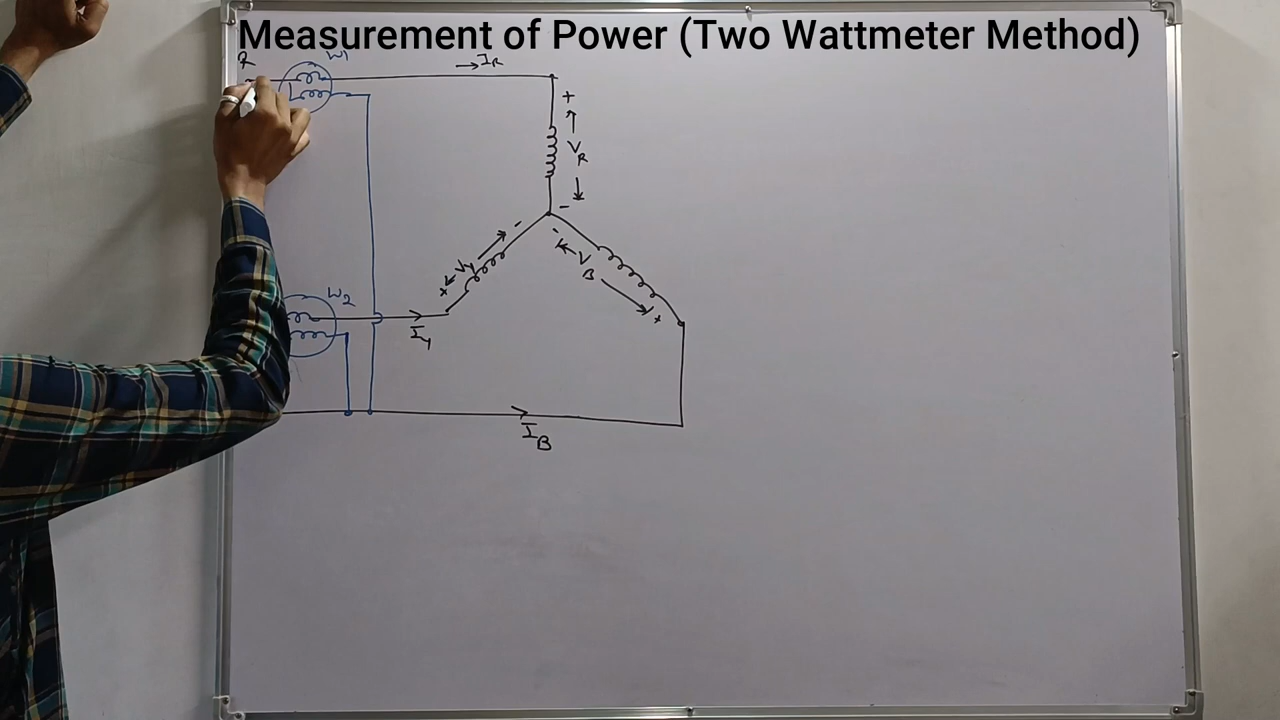 Measurement of Power (Two Wattmeter Method)
R
W1
→ IR
+
VR
-
-
-
VY
+
VB
+
W2
IY
IB